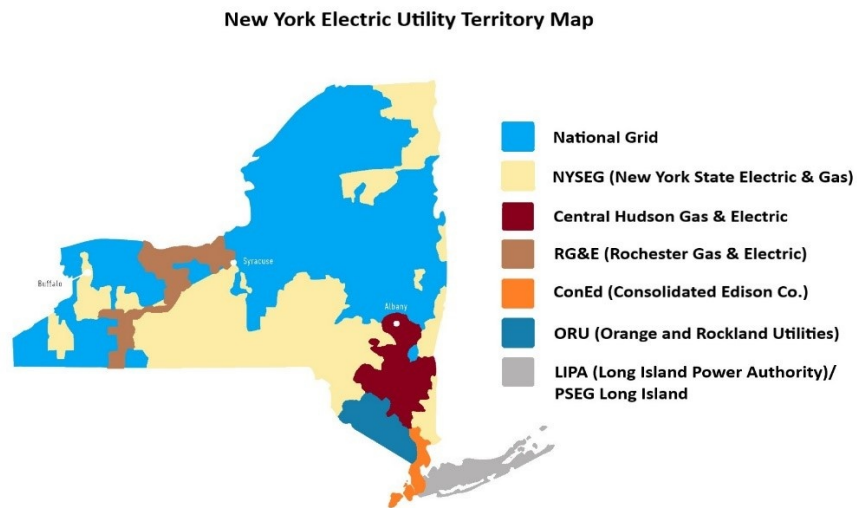 New York Electric Utility Territory Map
National Grid
NYSEG (New York State Electric & Gas)
Central Hudson Gas & Electric
RG&E (Rochester Gas & Electric)
ConEd (Consolidated Edison Co.)
ORU (Orange and Rockland Utilities)
LIPA (Long Island Power Authority)/
PSEG Long Island
Syracuse
Buffalo
Albany